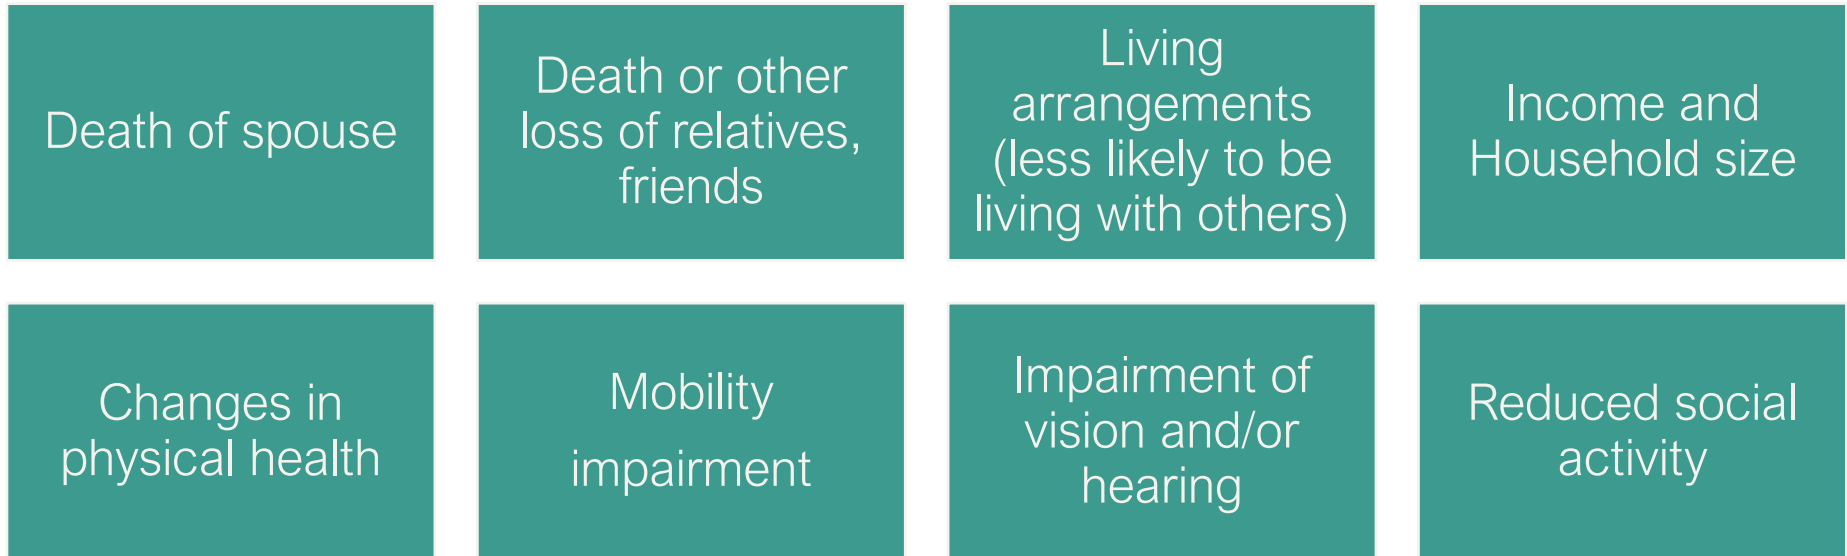 Death of spouse
Death or other
loss of relatives,
friends
Living
arrangements
(less likely to be
living with others)
Income and
Household size
Changes in
physical health
Mobility
impairment
Impairment of
vision and/or
hearing
Reduced social
activity